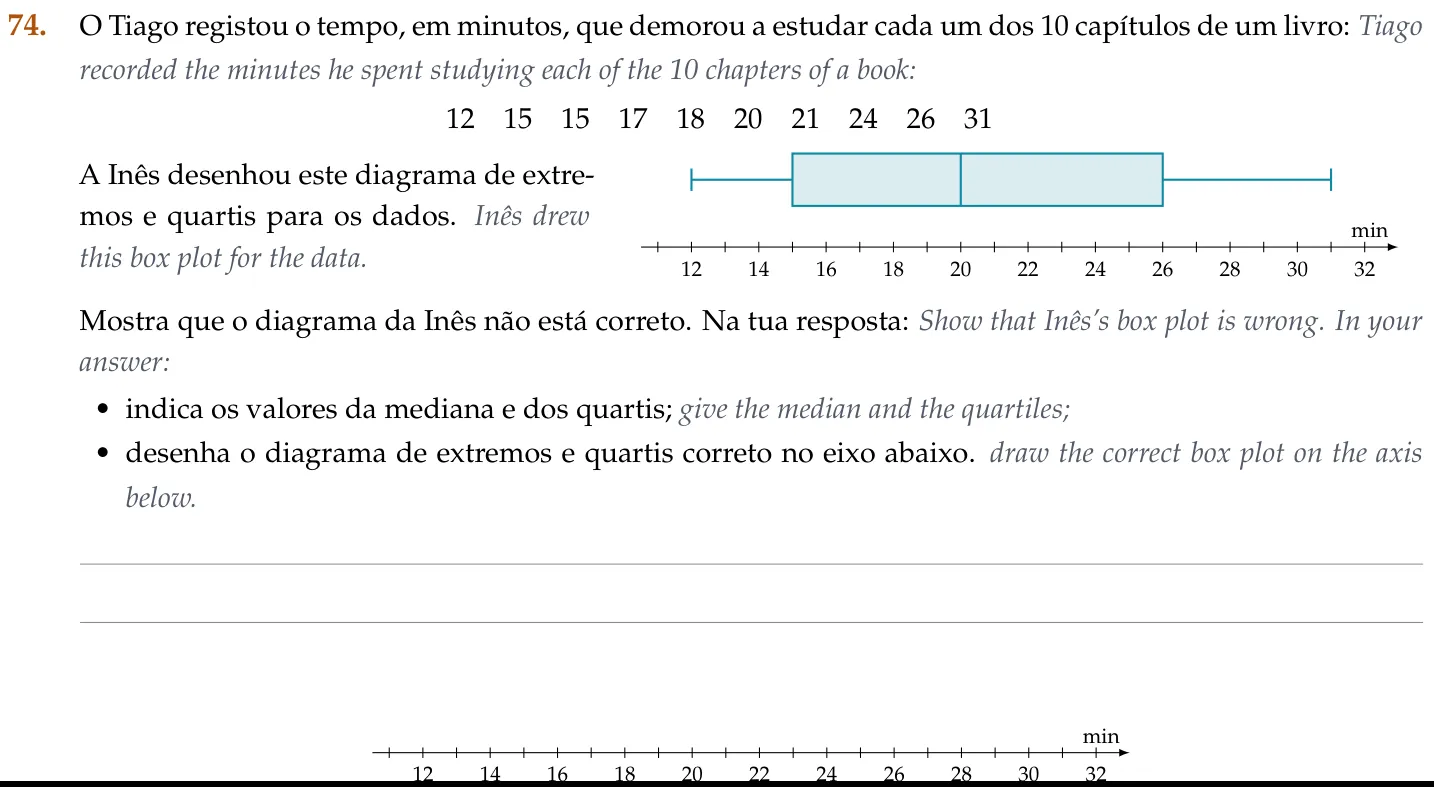 74. O Tiago registou o tempo, em minutos, que demorou a estudar cada um dos 10 capítulos de um livro: Tiago
recorded the minutes he spent studying each of the 10 chapters of a book:
12 15 15 17 18 20 21 24 26 31
A Inês desenhou este diagrama de extre-
mos e quartis para os dados. Inês drew
this box plot for the data.
min
12 14 16 18 20 22 24 26 28 30 32
Mostra que o diagrama da Inês não está correto. Na tua resposta: Show that Inês's box plot is wrong. In your
answer:
• indica os valores da mediana e dos quartis; give the median and the quartiles;
• desenha o diagrama de extremos e quartis correto no eixo abaixo. draw the correct box plot on the axis
below.
min
12 14 16 18 20 22 24 26 28 30 32